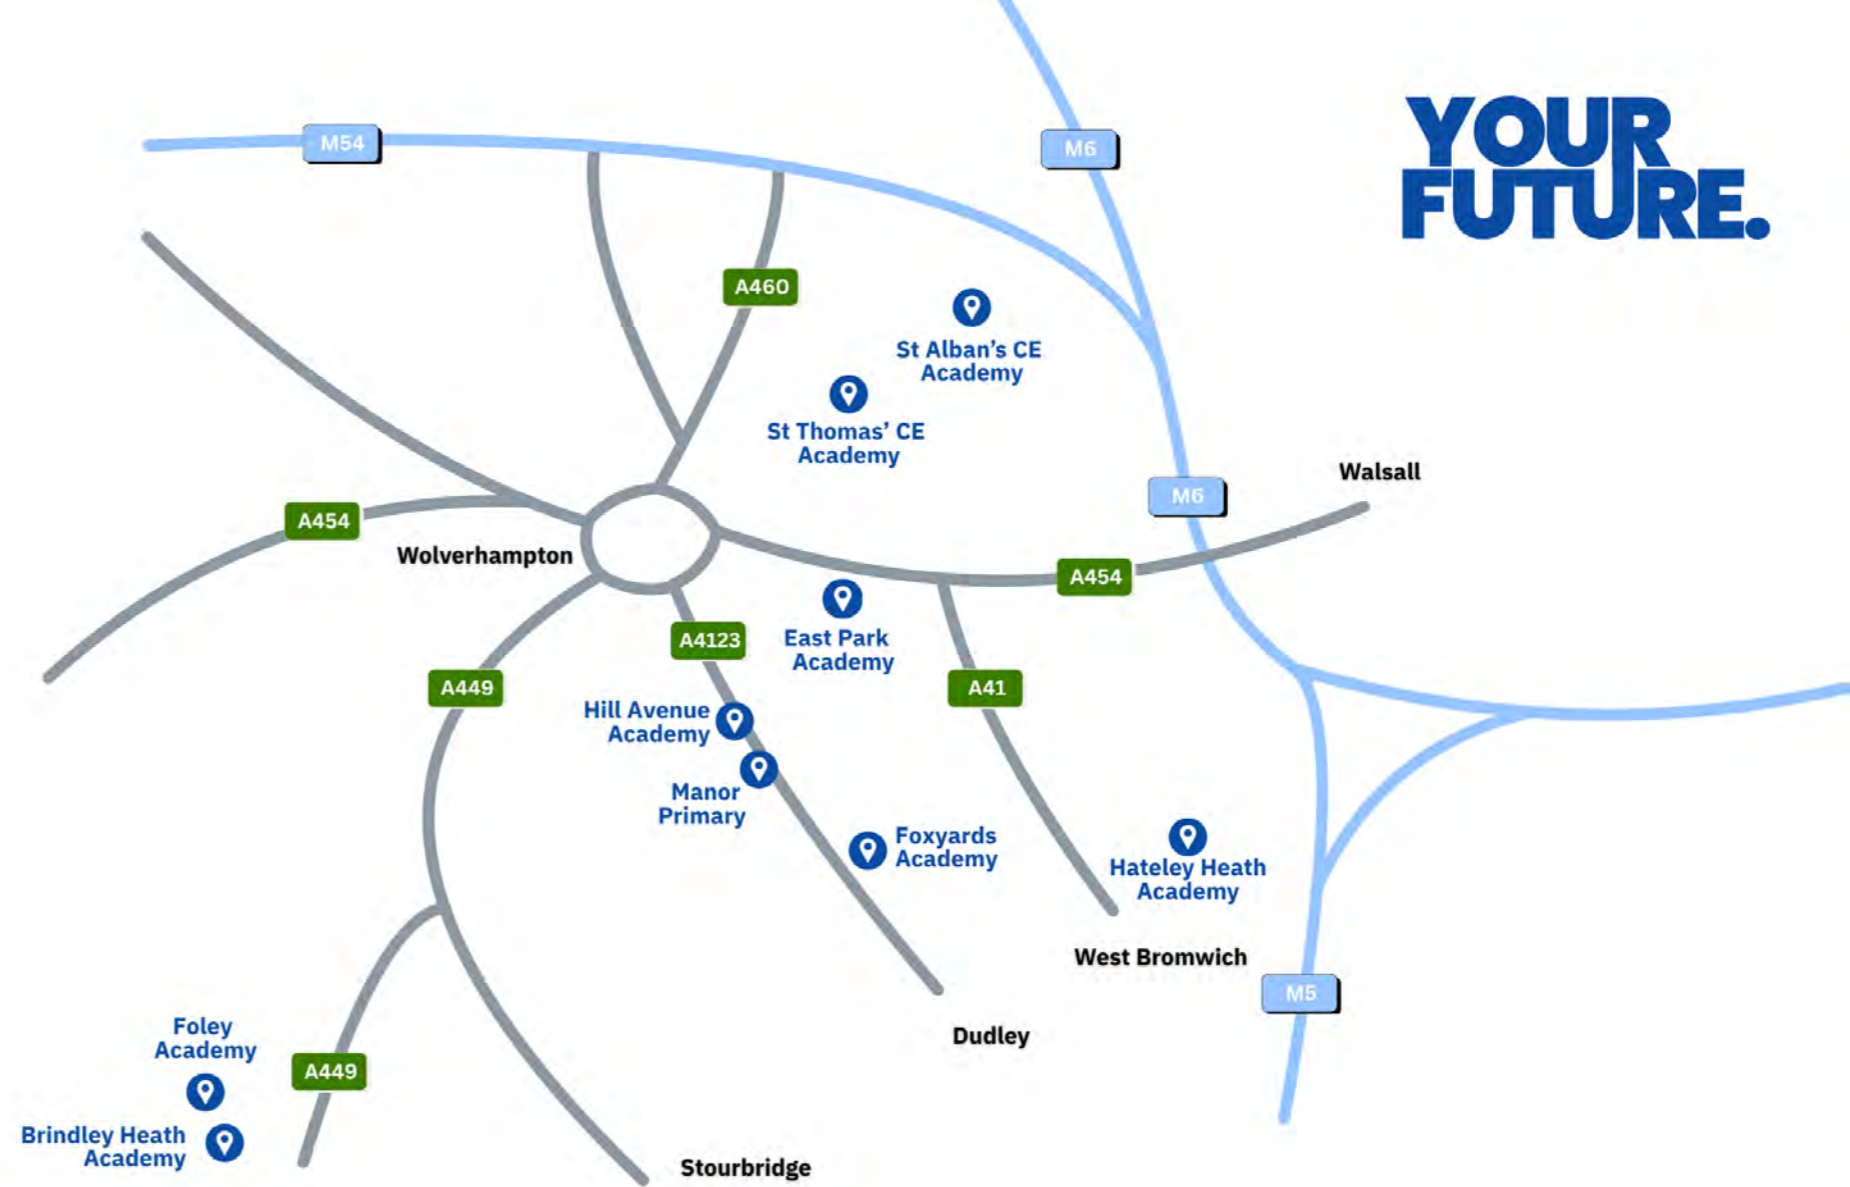 YOUR
FUTURE.
M54
M6
A460
St Alban’s CE
Academy
St Thomas’ CE
Academy
Walsall
M6
A454
Wolverhampton
A454
East Park
Academy
A4123
A449
A41
Hill Avenue
Academy
Manor
Primary
Foxyards
Academy
Hateley Heath
Academy
West Bromwich
M5
Dudley
Foley
Academy
A449
Brindley Heath
Academy
Stourbridge